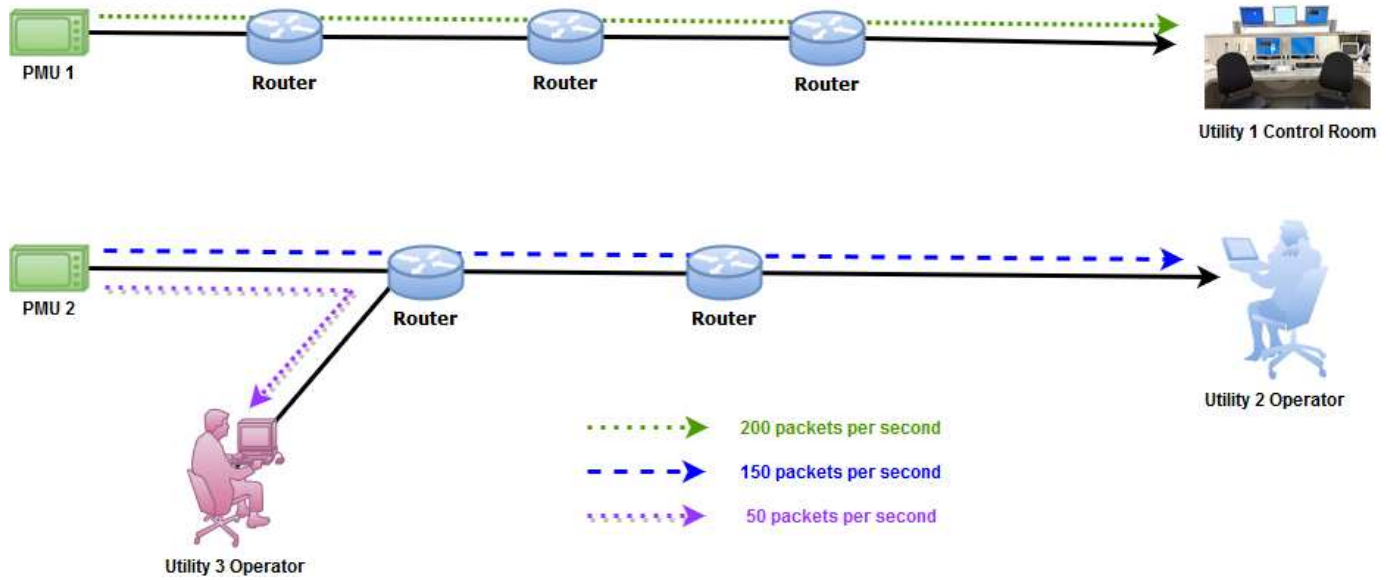 PMU 1
Router
Router
Router
Utility 1 Control Room
PMU 2
Router
Router
Utility 2 Operator
200 packets per second
150 packets per second
50 packets per second
Utility 3 Operator